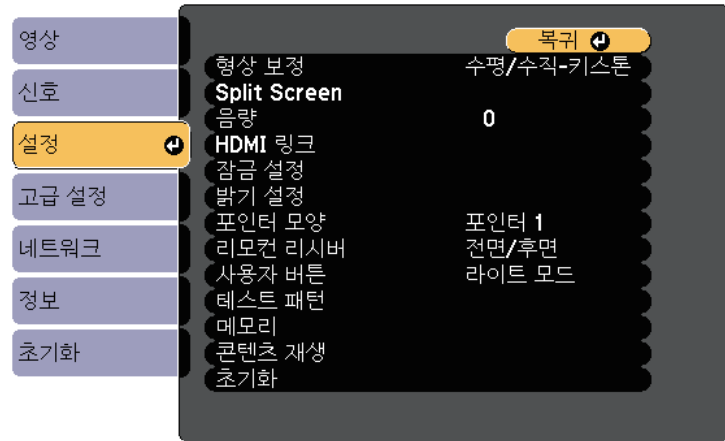 영상
신호
설정
고급 설정
네트워크
정보
초기화
복귀
형상 보정 수평/수직-키스톤
Split Screen
음량 0
HDMI 링크
잠금 설정
밝기 설정
포인터 모양 포인터 1
리모컨 리시버 전면/후면
사용자 버튼 라이트 모드
테스트 패턴
메모리
콘텐츠 재생
초기화